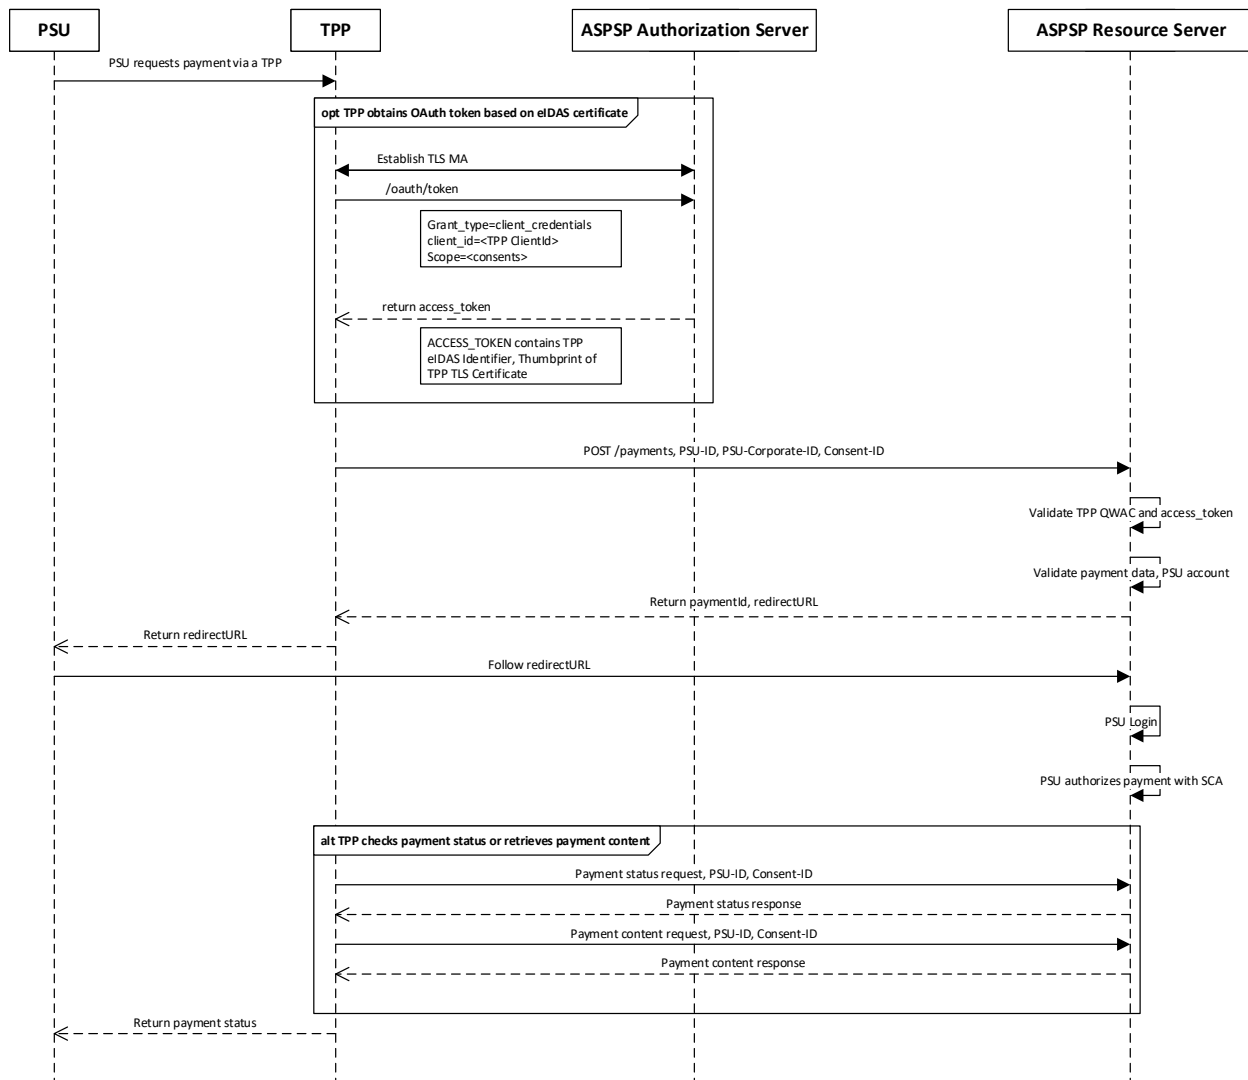 PSU
TPP
ASPSP Authorization Server
ASPSP Resource Server
PSU requests payment via a TPP
opt TPP obtains OAuth token based on eIDAS certificate
Establish TLS MA
/oauth/token
Grant_type=client_credentials
client_id=<TPP ClientId>
Scope=<consents>
return access_token
ACCESS_TOKEN contains TPP
eIDAS Identifier, Thumbprint of
TPP TLS Certificate
POST /payments, PSU-ID, PSU-Corporate-ID, Consent-ID
Validate TPP QWAC and access_token
Validate payment data, PSU account
Return paymentId, redirectURL
Return redirectURL
Follow redirectURL
PSU Login
PSU authorizes payment with SCA
alt TPP checks payment status or retrieves payment content
Payment status request, PSU-ID, Consent-ID
Payment status response
Payment content request, PSU-ID, Consent-ID
Payment content response
Return payment status